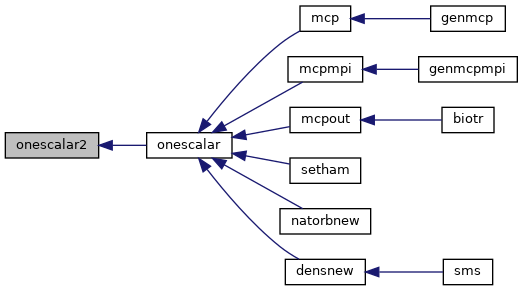 mcp
genmcp
mcpmpi
genmcpmpi
mcpout
biotr
onescalar2
onescalar
setham
natorbnew
densnew
sms